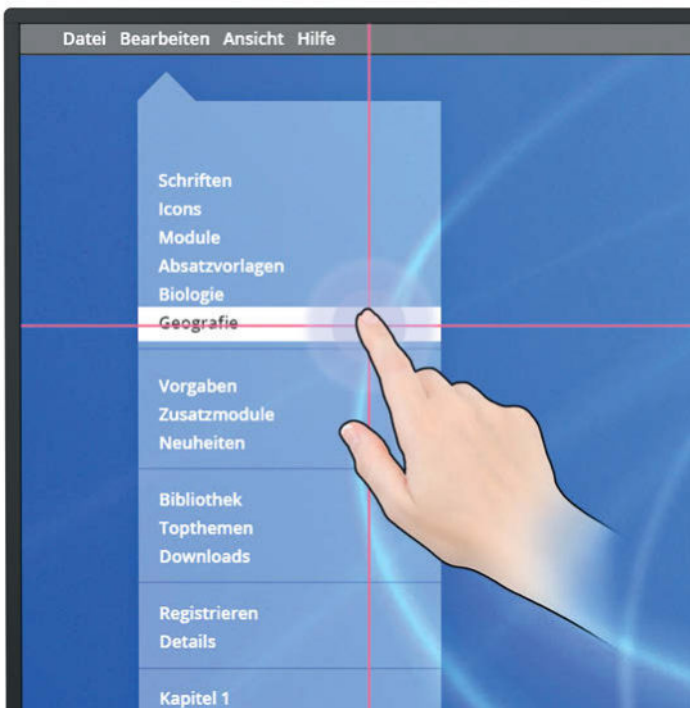 Datei Bearbeiten Ansicht Hilfe
Schriften
Icons
Module
Absatzvorlagen
Biologie
Geografie
Vorgaben
Zusatzmodule
Neuheiten
Bibliothek
Topthemen
Downloads
Registrieren
Details
Kapitel 1